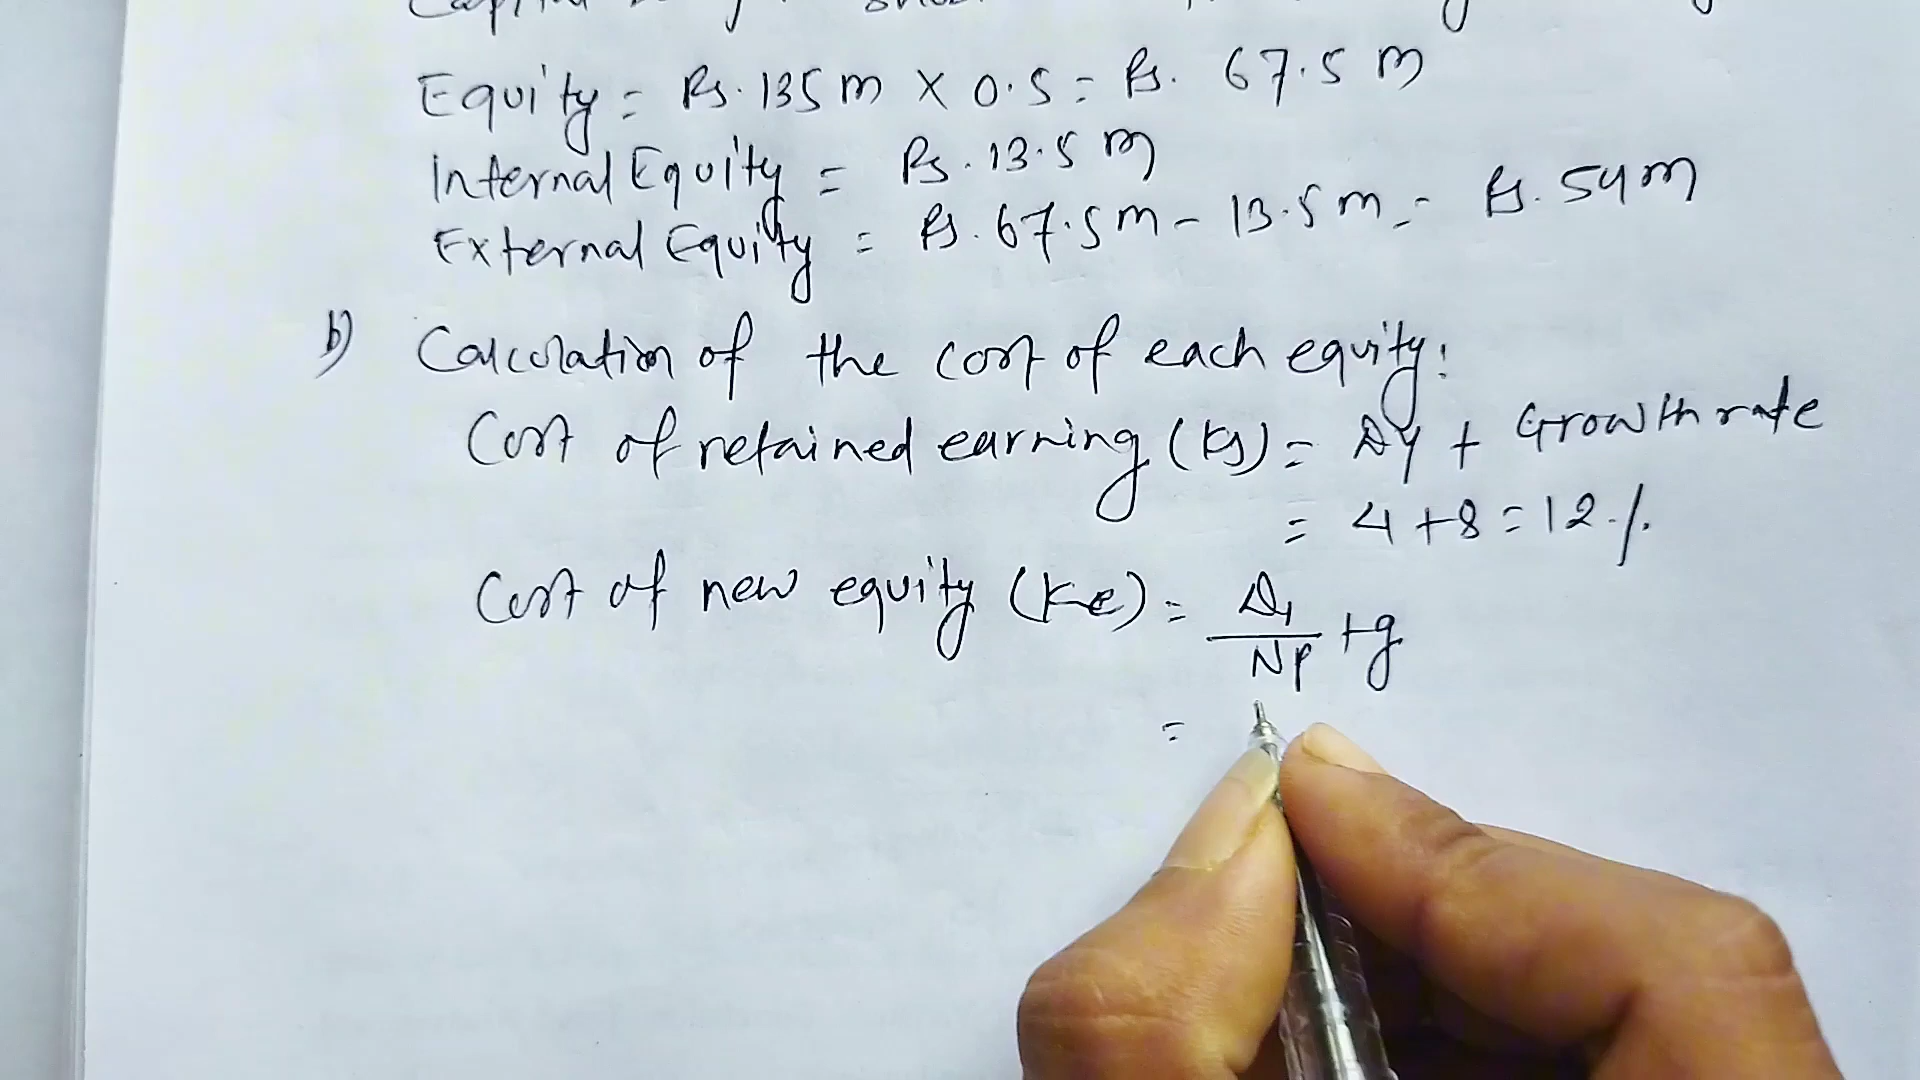 Capital
Equity = Rs. 135 m × 0.5 = Rs. 67.5 m
Internal Equity = Rs. 13.5 m
External Equity = Rs. 67.5 m - 13.5 m = Rs. 54 m
b) Calculation of the cost of each equity:
Cost of retained earning (Ks) = DY + Growth rate
= 4 + 8 = 12 %
Cost of new equity (Ke) = D1/NP + g
=